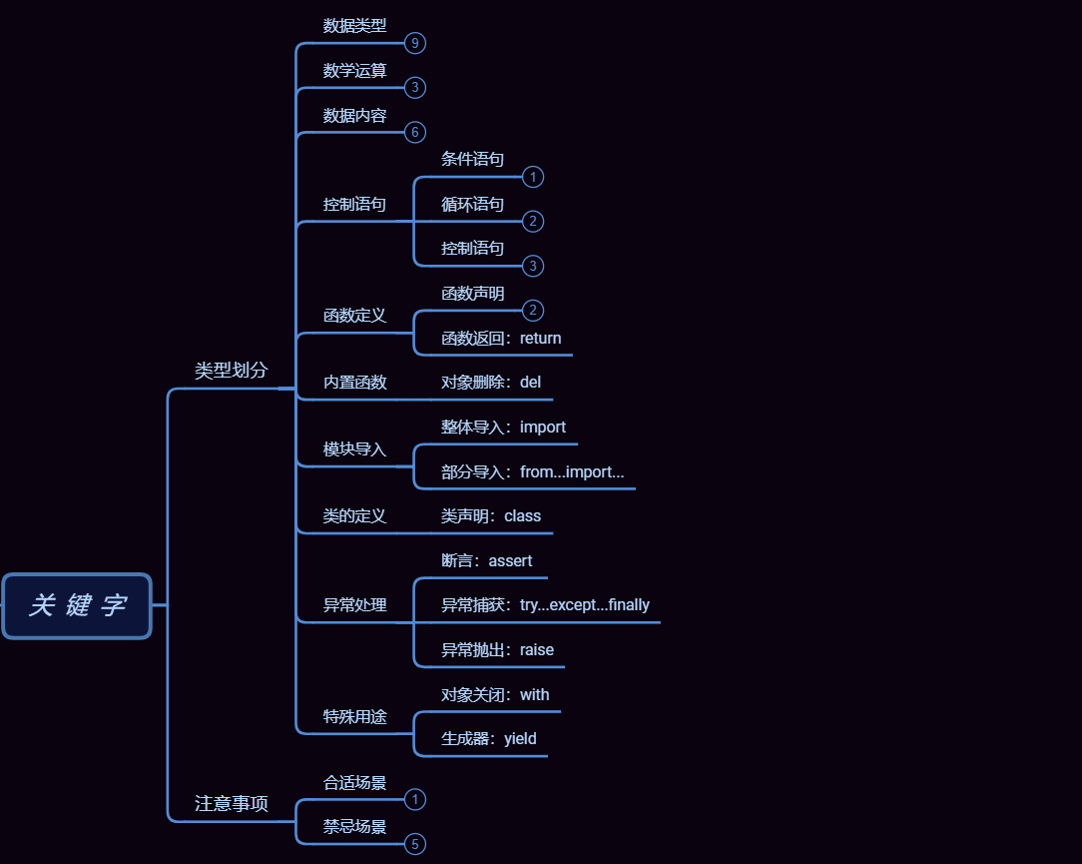 数据类型
9
数学运算
3
数据内容
6
条件语句
1
控制语句
循环语句
2
控制语句
3
函数声明
2
函数定义
函数返回：return
类型划分
内置函数
对象删除：del
整体导入：import
模块导入
部分导入：from...import...
类的定义
类声明：class
断言：assert
关键字
异常处理
异常捕获：try...except...finally
异常抛出：raise
对象关闭：with
特殊用途
生成器：yield
合适场景
1
注意事项
禁忌场景
5